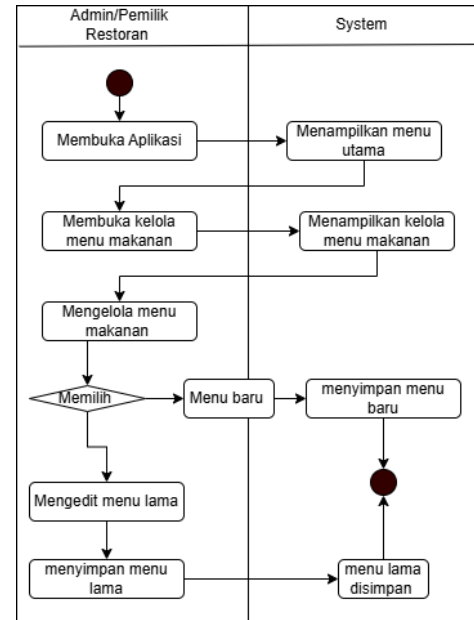 Admin/Pemilik
Restoran
System
Membuka Aplikasi
Menampilkan menu
utama
Membuka kelola
menu makanan
Menampilkan kelola
menu makanan
Mengelola menu
makanan
Memilih
Menu baru
menyimpan menu
baru
Mengedit menu lama
menyimpan menu
lama
menu lama
disimpan